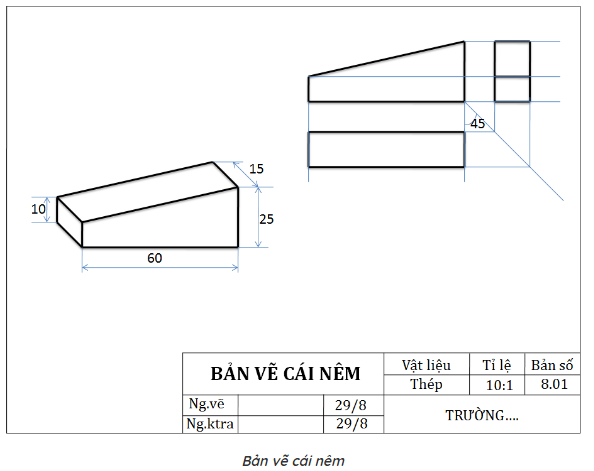 45
15
10
25
60
BẢN VẼ CÁI NÊM
Vật liệu
Tỉ lệ
Bản số
Thép
10:1
8.01
Ng.vẽ
29/8
Ng.ktra
29/8
TRƯỜNG....
Bản vẽ cái nêm